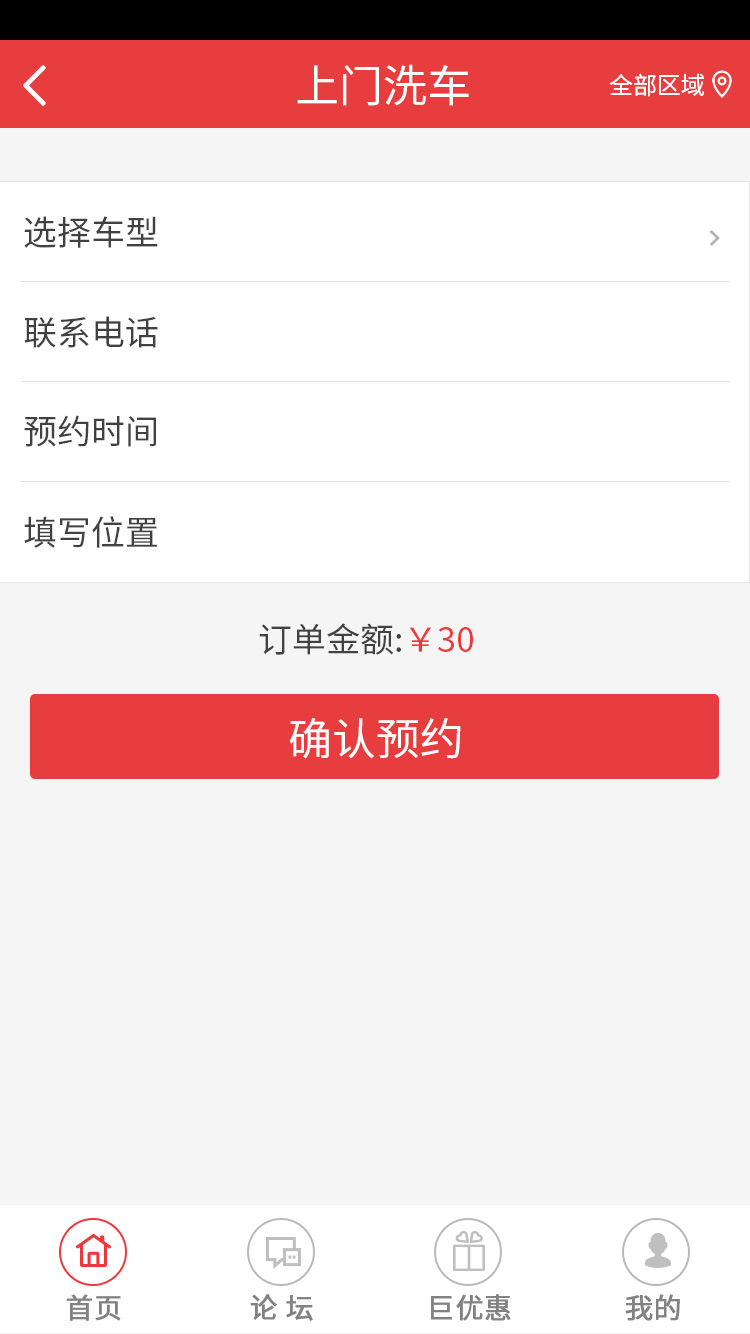 上门洗车
全部区域
选择车型
联系电话
预约时间
填写位置
订单金额:￥30
确认预约
首页 论 坛 巨优惠 我的